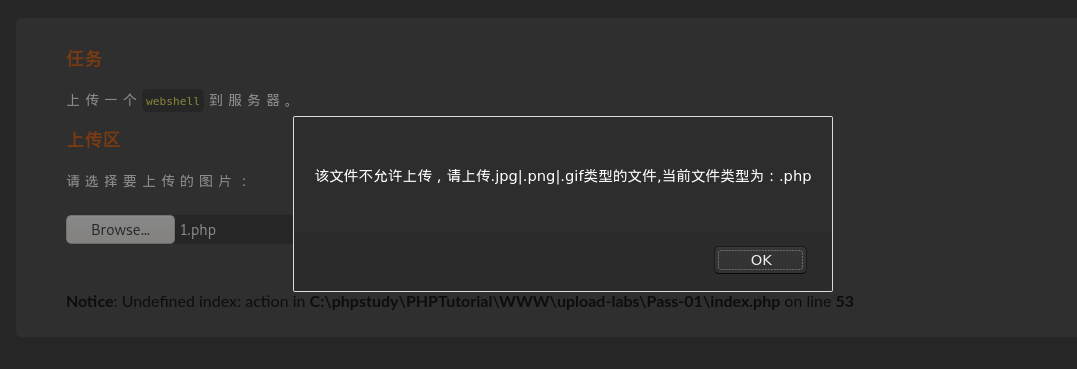 任务
上传一个 webshell 到服务器。
上传区
请选择要上传的图片：
该文件不允许上传，请上传.jpg|.png|.gif类型的文件,当前文件类型为：.php
Browse... 1.php
OK
Notice: Undefined index: action in C:\phpstudy\PHPTutorial\WWW\upload-labs\Pass-01\index.php on line 53